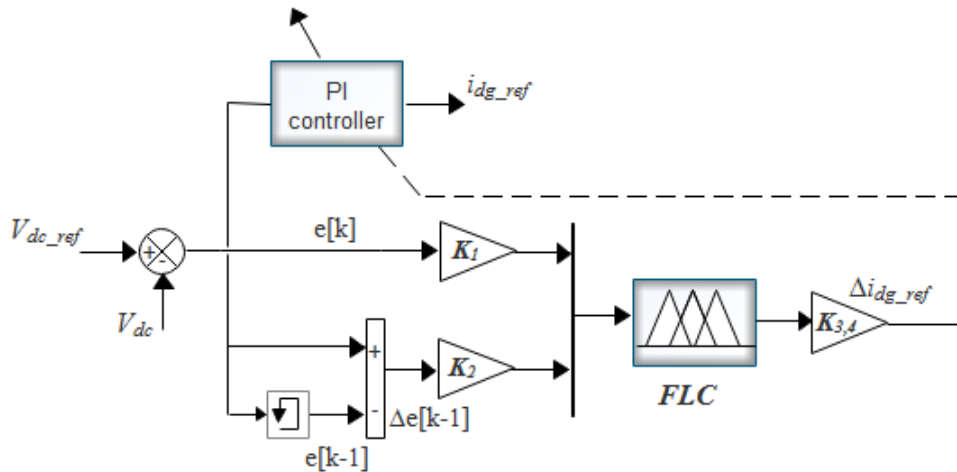 PI
controller
i_dg_ref
V_dc_ref
+
-
e[k]
K_1
V_dc
+
-
K_2
Δe[k-1]
e[k-1]
FLC
K_3,4
Δi_dg_ref